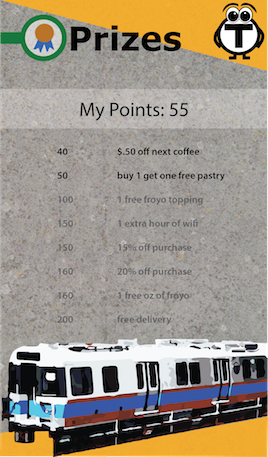 T
Prizes
My Points: 55
40 $.50 off next coffee
50 buy 1 get one free pastry
100 1 free froyo topping
150 1 extra hour of wifi
150 15% off purchase
160 20% off purchase
160 1 free oz of froyo
200 free delivery